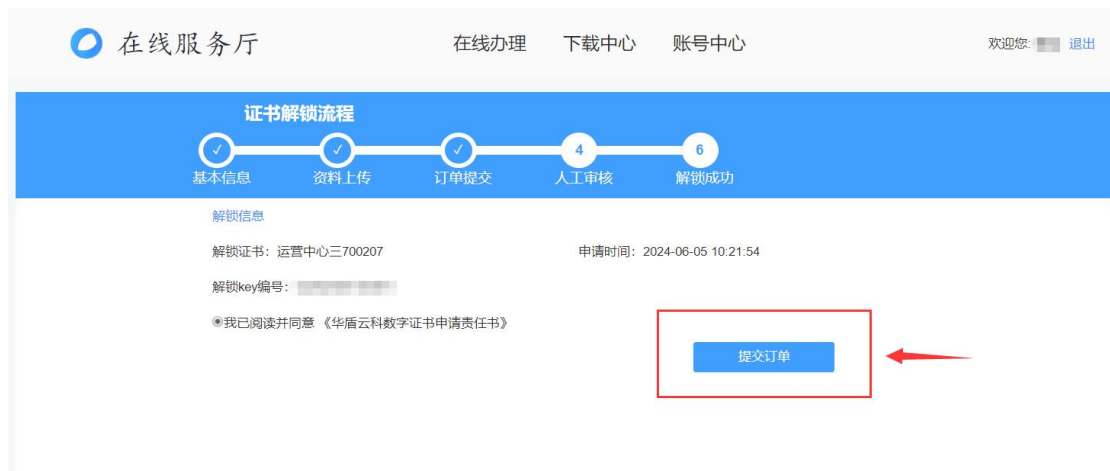 在线服务厅 在线办理 下载中心 账号中心 欢迎您: 退出
证书解锁流程
4 6
基本信息 资料上传 订单提交 人工审核 解锁成功
解锁信息
解锁证书：运营中心三700207 申请时间：2024-06-05 10:21:54
解锁key编号：
我已阅读并同意 《华盾云科数字证书申请责任书》
提交订单